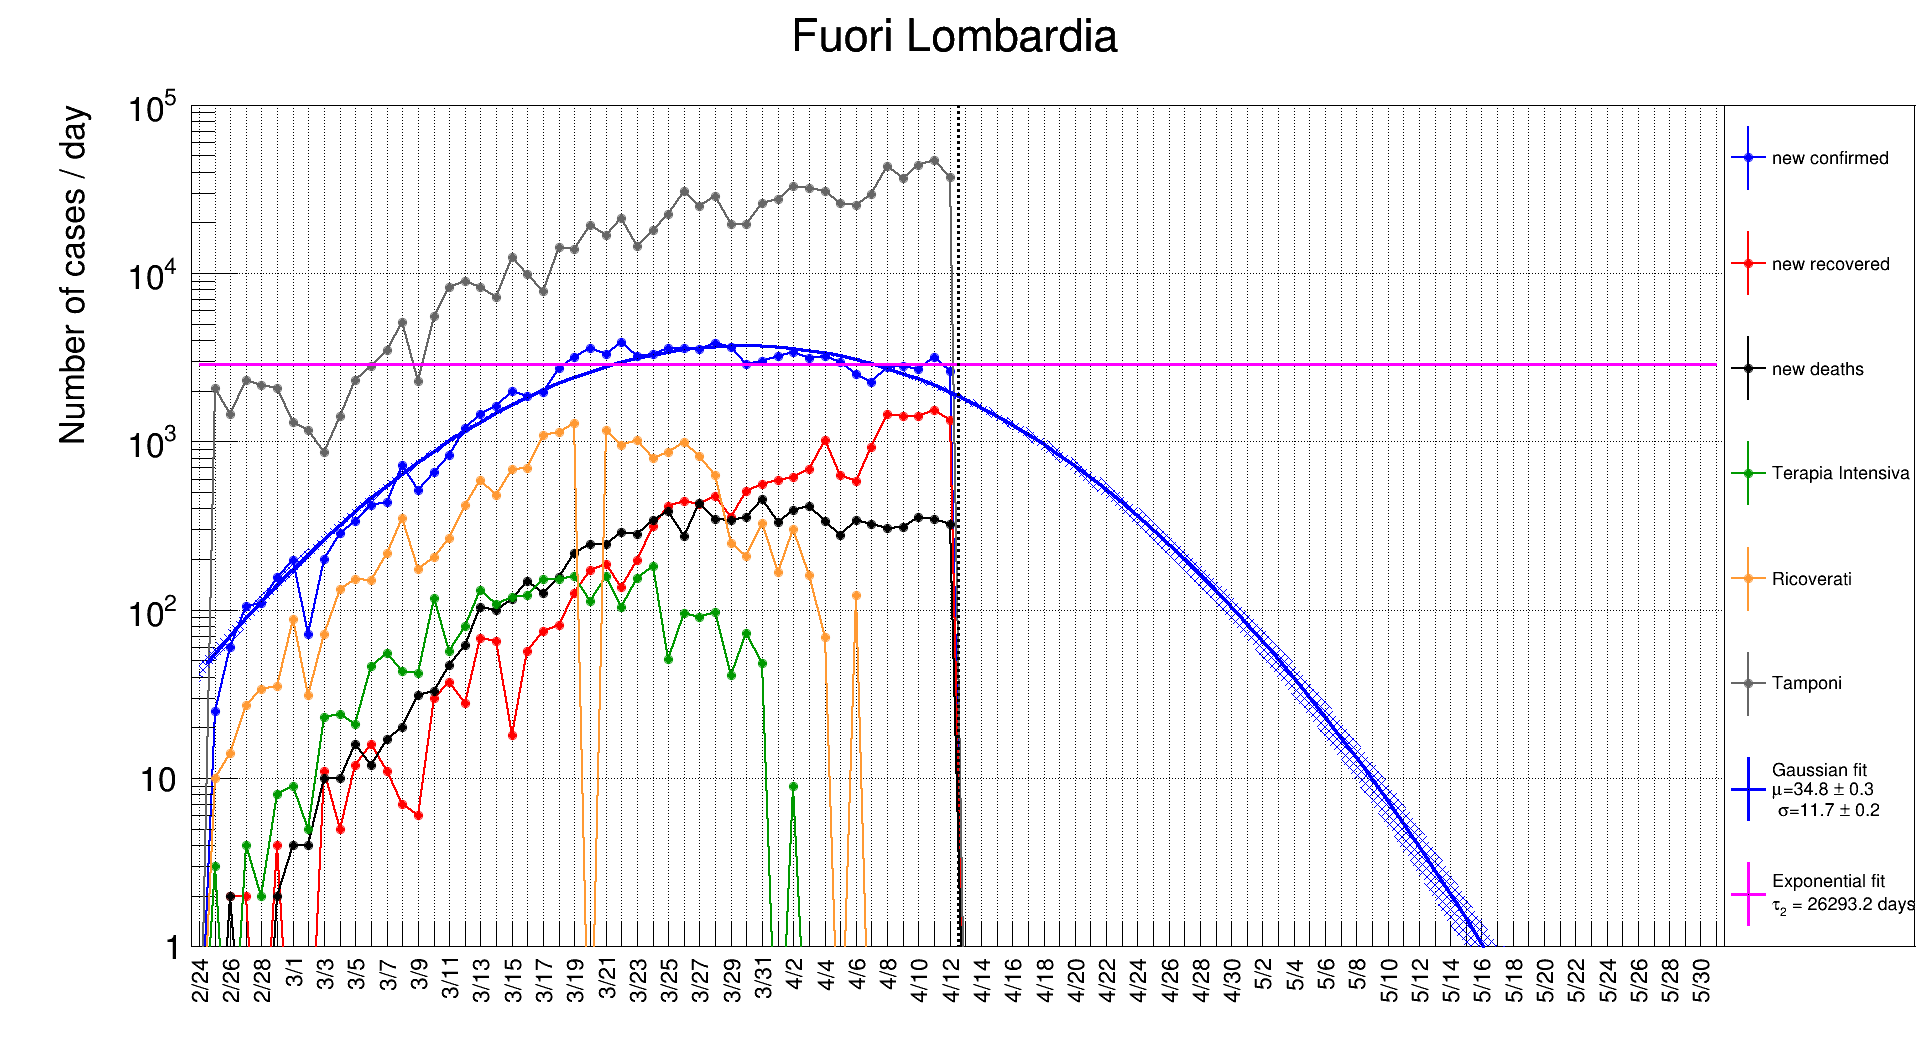 Fuori Lombardia
Number of cases / day
10^5
10^4
10^3
10^2
10
1
2/24 2/26 2/28 3/1 3/3 3/5 3/7 3/9 3/11 3/13 3/15 3/17 3/19 3/21 3/23 3/25 3/27 3/29 3/31 4/2 4/4 4/6 4/8 4/10 4/12 4/14 4/16 4/18 4/20 4/22 4/24 4/26 4/28 4/30 5/2 5/4 5/6 5/8 5/10 5/12 5/14 5/16 5/18 5/20 5/22 5/24 5/26 5/28 5/30
new confirmed
new recovered
new deaths
Terapia Intensiva
Ricoverati
Tamponi
Gaussian fit
μ=34.8 ± 0.3
σ=11.7 ± 0.2
Exponential fit
τ₂ = 26293.2 days